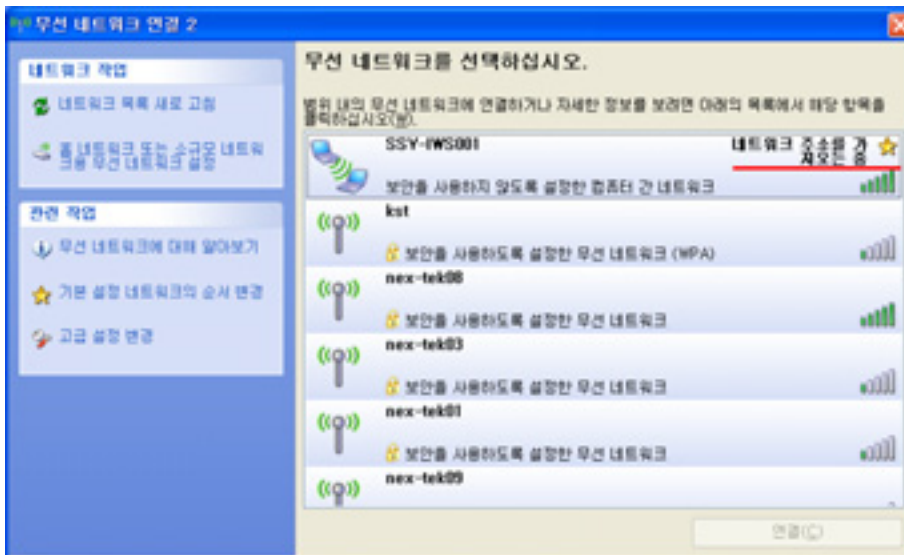 무선 네트워크 연결 2
네트워크 작업
네트워크 목록 새로 고침
홈 네트워크 또는 소규모 네트워
크용 무선 네트워크 설정
관련 작업
무선 네트워크에 대해 알아보기
기본 설정 네트워크의 순서 변경
고급 설정 변경
무선 네트워크를 선택하십시오.
범위 내의 무선 네트워크에 연결하거나 자세한 정보를 보려면 아래의 목록에서 해당 항목을
클릭하십시오(W).
SSY-IWS001
네트워크 주소를 가
져오는 중
보안을 사용하지 않도록 설정한 컴퓨터 간 네트워크
kst
보안을 사용하도록 설정한 무선 네트워크 (WPA)
nex-tek08
보안을 사용하도록 설정한 무선 네트워크
nex-tek03
보안을 사용하도록 설정한 무선 네트워크
nex-tek01
보안을 사용하도록 설정한 무선 네트워크
nex-tek09
연결(C)